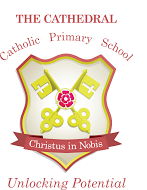 THE CATHEDRAL
Catholic Primary School
Christus in Nobis
Unlocking Potential